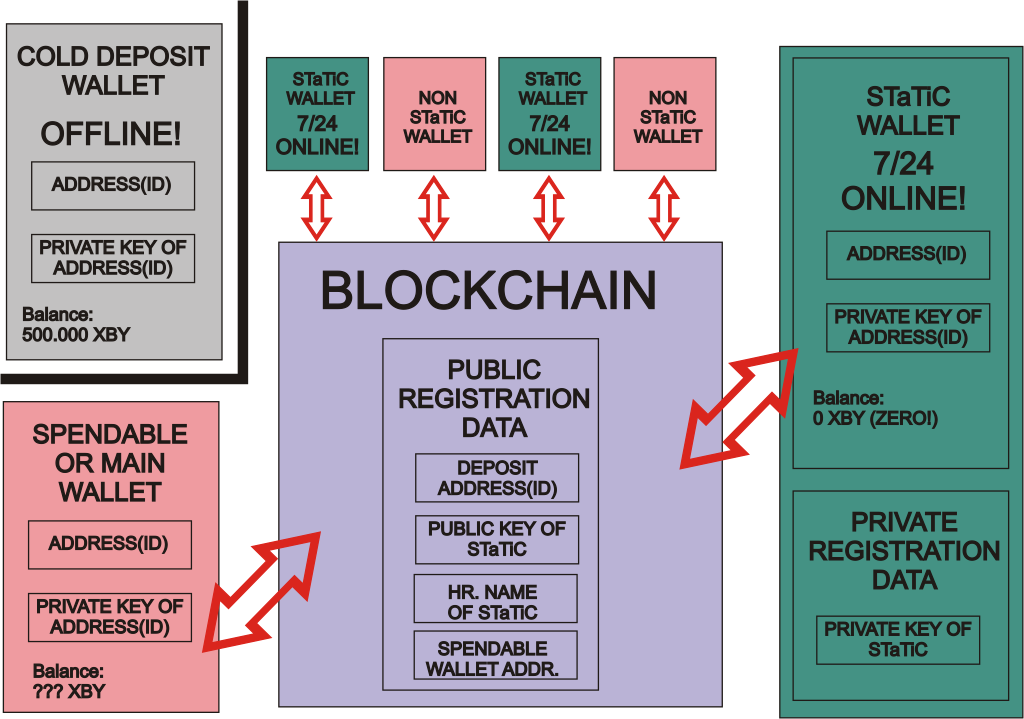 COLD DEPOSIT
WALLET
OFFLINE!
ADDRESS(ID)
PRIVATE KEY OF
ADDRESS(ID)
Balance:
500.000 XBY
STaTiC
WALLET
7/24
ONLINE!
NON
STaTiC
WALLET
STaTiC
WALLET
7/24
ONLINE!
NON
STaTiC
WALLET
STaTiC
WALLET
7/24
ONLINE!
ADDRESS(ID)
PRIVATE KEY OF
ADDRESS(ID)
Balance:
0 XBY (ZERO!)
PRIVATE
REGISTRATION
DATA
PRIVATE KEY OF
STaTiC
BLOCKCHAIN
PUBLIC
REGISTRATION
DATA
DEPOSIT
ADDRESS(ID)
PUBLIC KEY OF
STaTiC
HR. NAME
OF STaTiC
SPENDABLE
WALLET ADDR.
SPENDABLE
OR MAIN
WALLET
ADDRESS(ID)
PRIVATE KEY OF
ADDRESS(ID)
Balance:
??? XBY